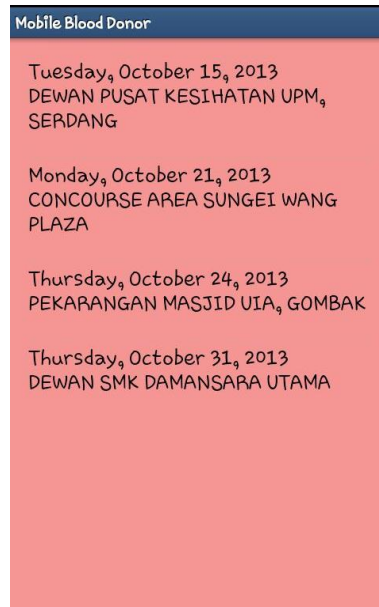 Mobile Blood Donor
Tuesday, October 15, 2013
DEWAN PUSAT KESIHATAN UPM,
SERDANG
Monday, October 21, 2013
CONCOURSE AREA SUNGEI WANG
PLAZA
Thursday, October 24, 2013
PEKARANGAN MASJID UIA, GOMBAK
Thursday, October 31, 2013
DEWAN SMK DAMANSARA UTAMA